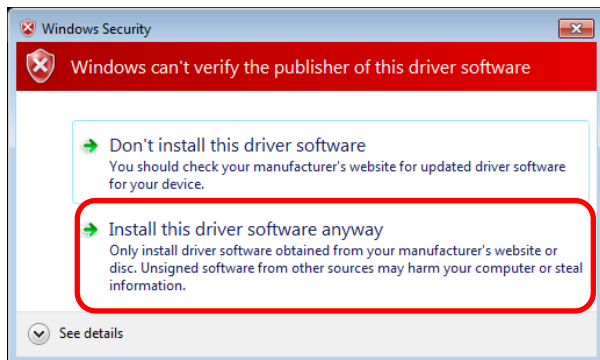 Windows Security
Windows can't verify the publisher of this driver software
Don't install this driver software
You should check your manufacturer's website for updated driver software
for your device.
Install this driver software anyway
Only install driver software obtained from your manufacturer's website or
disc. Unsigned software from other sources may harm your computer or steal
information.
See details